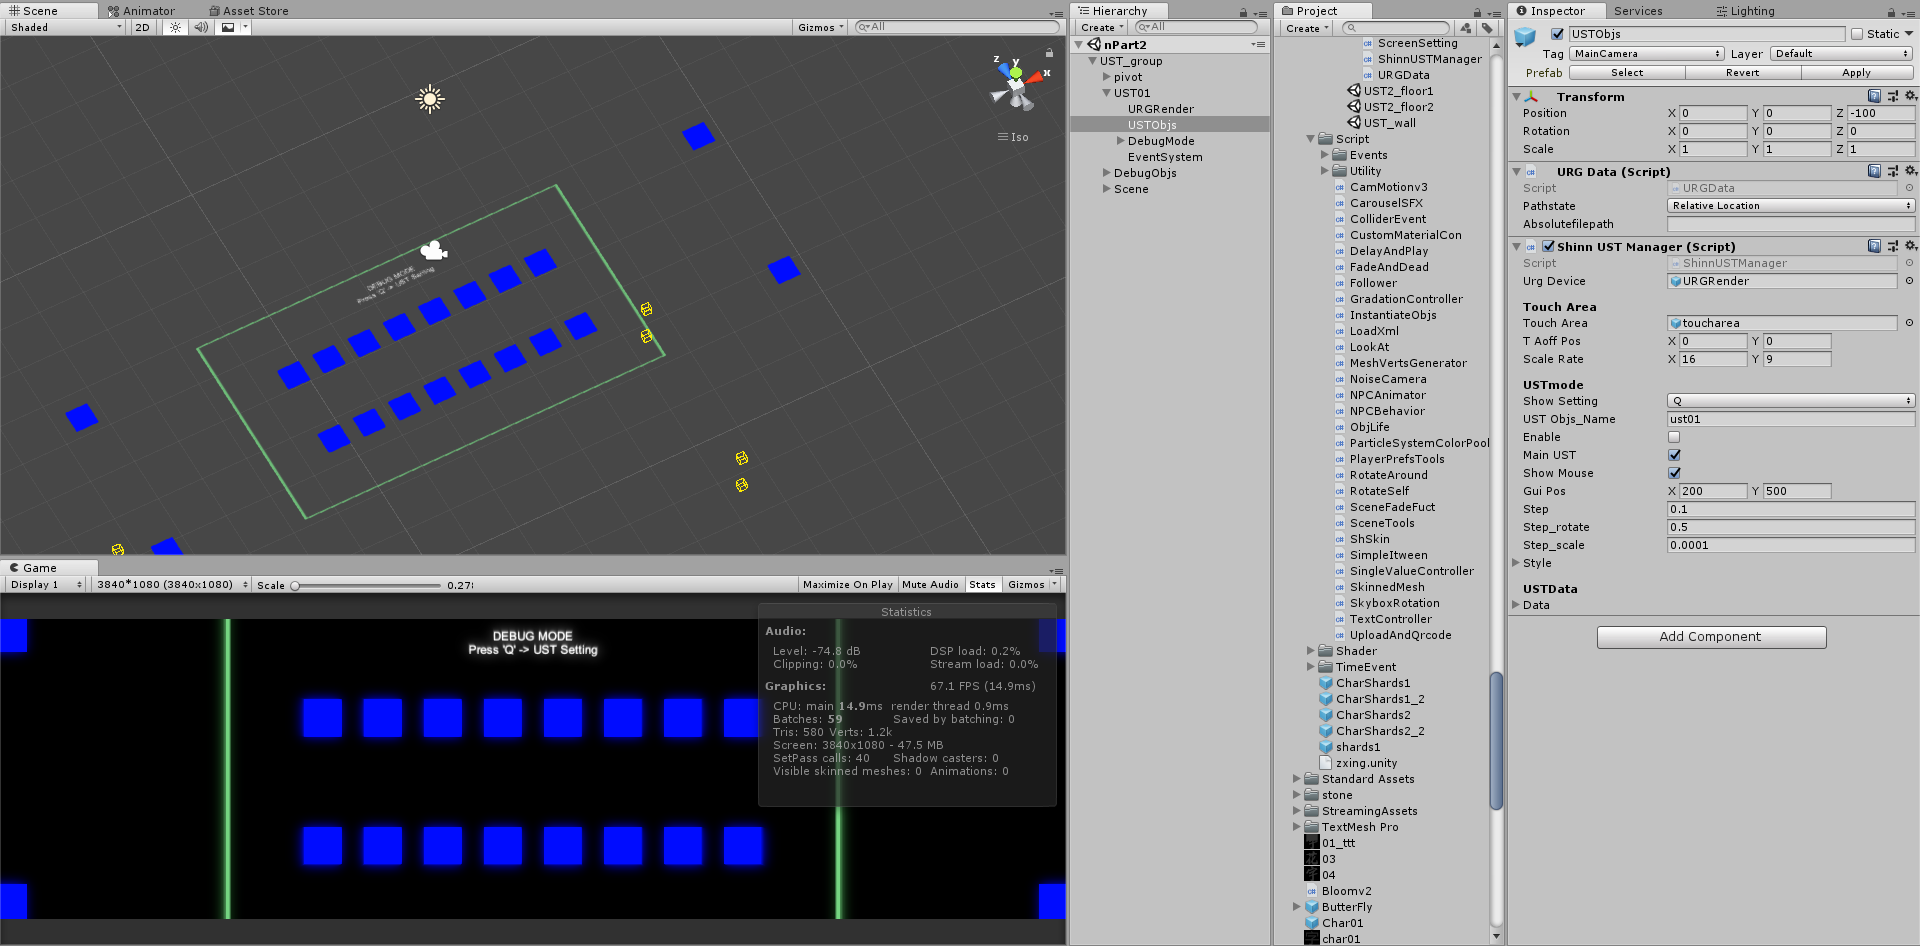 Scene
Animator
Asset Store
Shaded
2D
Gizmos
All
z
y
x
Iso
DEBUG MODE
Press 'Q' -> UST Setting
Game
Display 1
3840*1080 (3840x1080)
Scale
0.27
Maximize On Play
Mute Audio
Stats
Gizmos
DEBUG MODE
Press 'Q' -> UST Setting
Statistics
Audio:
Level: -74.8 dB DSP load: 0.2%
Clipping: 0.0% Stream load: 0.0%
Graphics: 67.1 FPS (14.9ms)
CPU: main 14.9ms render thread 0.9ms
Batches: 59 Saved by batching: 0
Tris: 580 Verts: 1.2k
Screen: 3840x1080 - 47.5 MB
SetPass calls: 40 Shadow casters: 0
Visible skinned meshes: 0 Animations: 0
Hierarchy
Create
All
nPart2
UST_group
pivot
UST01
URGRender
USTObjs
DebugMode
EventSystem
DebugObjs
Scene
Project
Create
ScreenSetting
ShinnUSTManager
URGData
UST2_floor1
UST2_floor2
UST_wall
Script
Events
Utility
CamMotionv3
CarouselSFX
ColliderEvent
CustomMaterialCon
DelayAndPlay
FadeAndDead
Follower
GradationController
InstantiateObjs
LoadXml
LookAt
MeshVertsGenerator
NoiseCamera
NPCAnimator
NPCBehavior
ObjLife
ParticleSystemColorPool
PlayerPrefsTools
RotateAround
RotateSelf
SceneFadeFuct
SceneTools
ShSkin
SimpleItween
SingleValueController
SkinnedMesh
SkyboxRotation
TextController
UploadAndQrcode
Shader
TimeEvent
CharShards1
CharShards1_2
CharShards2
CharShards2_2
shards1
zxing.unity
Standard Assets
stone
StreamingAssets
TextMesh Pro
01_ttt
03
04
Bloomv2
ButterFly
Char01
char01
Inspector
Services
Lighting
USTObjs
Static
Tag MainCamera Layer Default
Prefab Select Revert Apply
Transform
Position X 0 Y 0 Z -100
Rotation X 0 Y 0 Z 0
Scale X 1 Y 1 Z 1
URG Data (Script)
Script URGData
Pathstate Relative Location
Absolutefilepath
Shinn UST Manager (Script)
Script ShinnUSTManager
Urg Device URGRender
Touch Area
Touch Area toucharea
T Aoff Pos X 0 Y 0
Scale Rate X 16 Y 9
USTmode
Show Setting Q
UST Objs_Name ust01
Enable
Main UST
Show Mouse
Gui Pos X 200 Y 500
Step 0.1
Step_rotate 0.5
Step_scale 0.0001
Style
USTData
Data
Add Component